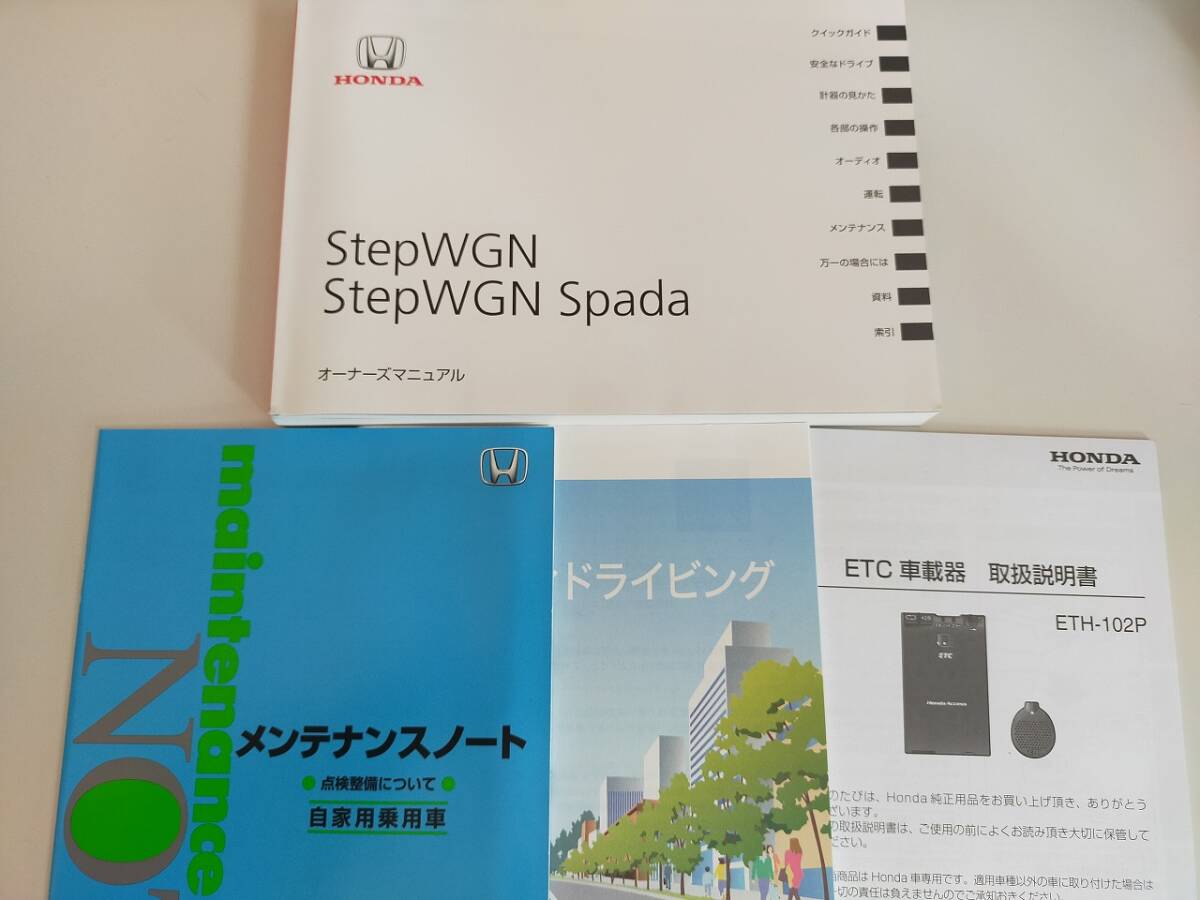 HONDA
クイックガイド
安全なドライブ
計器の見かた
各部の操作
オーディオ
運転
メンテナンス
万一の場合には
資料
索引
StepWGN
StepWGN Spada
オーナーズマニュアル
maintenance
NO
メンテナンスノート
点検整備について
自家用乗用車
ドライビング
HONDA
The Power of Dreams
ETC 車載器 取扱説明書
ETH-102P
ETC
Honda Access
のたびは、Honda 純正用品をお買い上げ頂き、ありがとう
ざいます。
の取扱説明書は、ご使用の前によくお読み頂き大切に保管して
ださい。
商品は Honda 車専用です。適用車種以外の車に取り付けた場合は
一切の責任は負えませんのでご承知おきください。